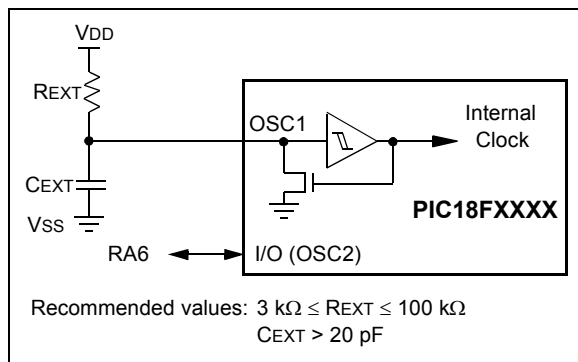 VDD
REXT
OSC1
Internal
Clock
CEXT
PIC18FXXXX
VSS
RA6
I/O (OSC2)
Recommended values: 3 kΩ ≤ REXT ≤ 100 kΩ
CEXT > 20 pF